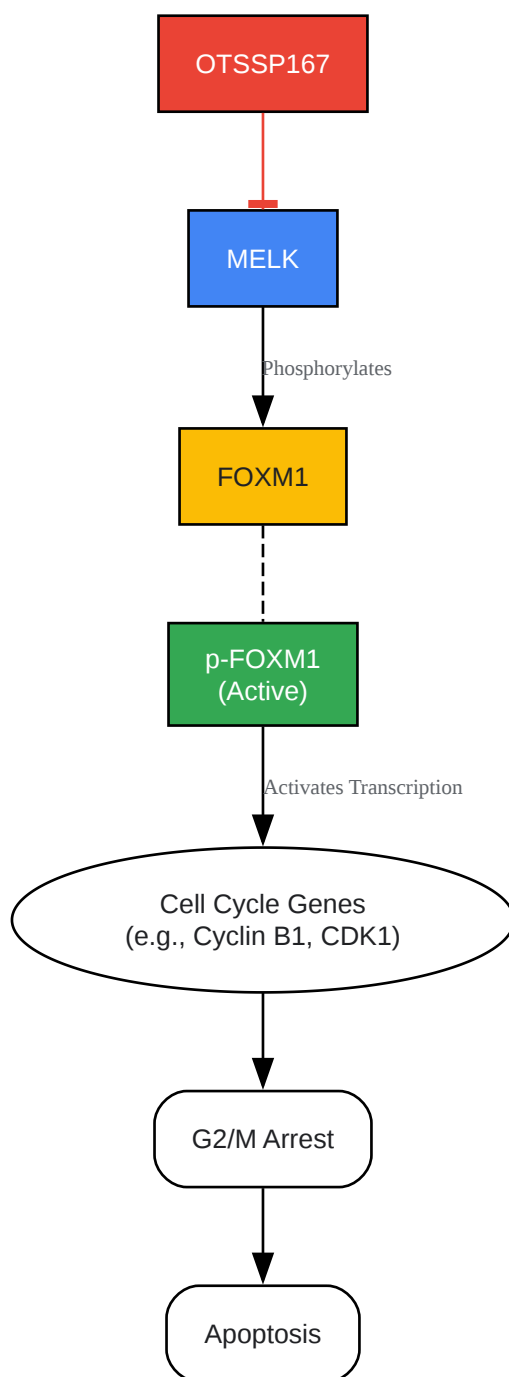 OTSSP167
MELK
Phosphorylates
FOXM1
p-FOXM1
(Active)
Activates Transcription
Cell Cycle Genes
(e.g., Cyclin B1, CDK1)
G2/M Arrest
Apoptosis